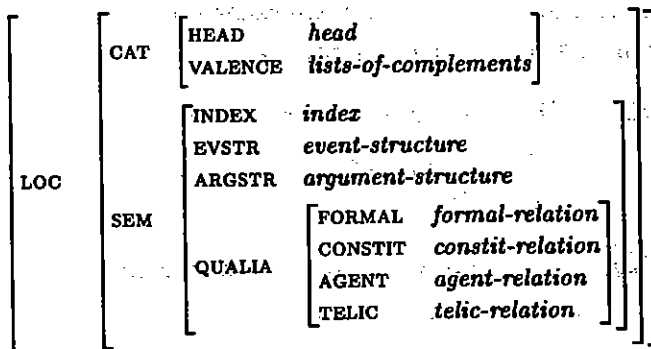 HEAD head
CAT
VALENCE lists-of-complements
INDEX index
EVSTR event-structure
ARGSTR argument-structure
LOC
SEM
FORMAL formal-relation
CONSTIT constit-relation
QUALIA
AGENT agent-relation
TELIC telic-relation